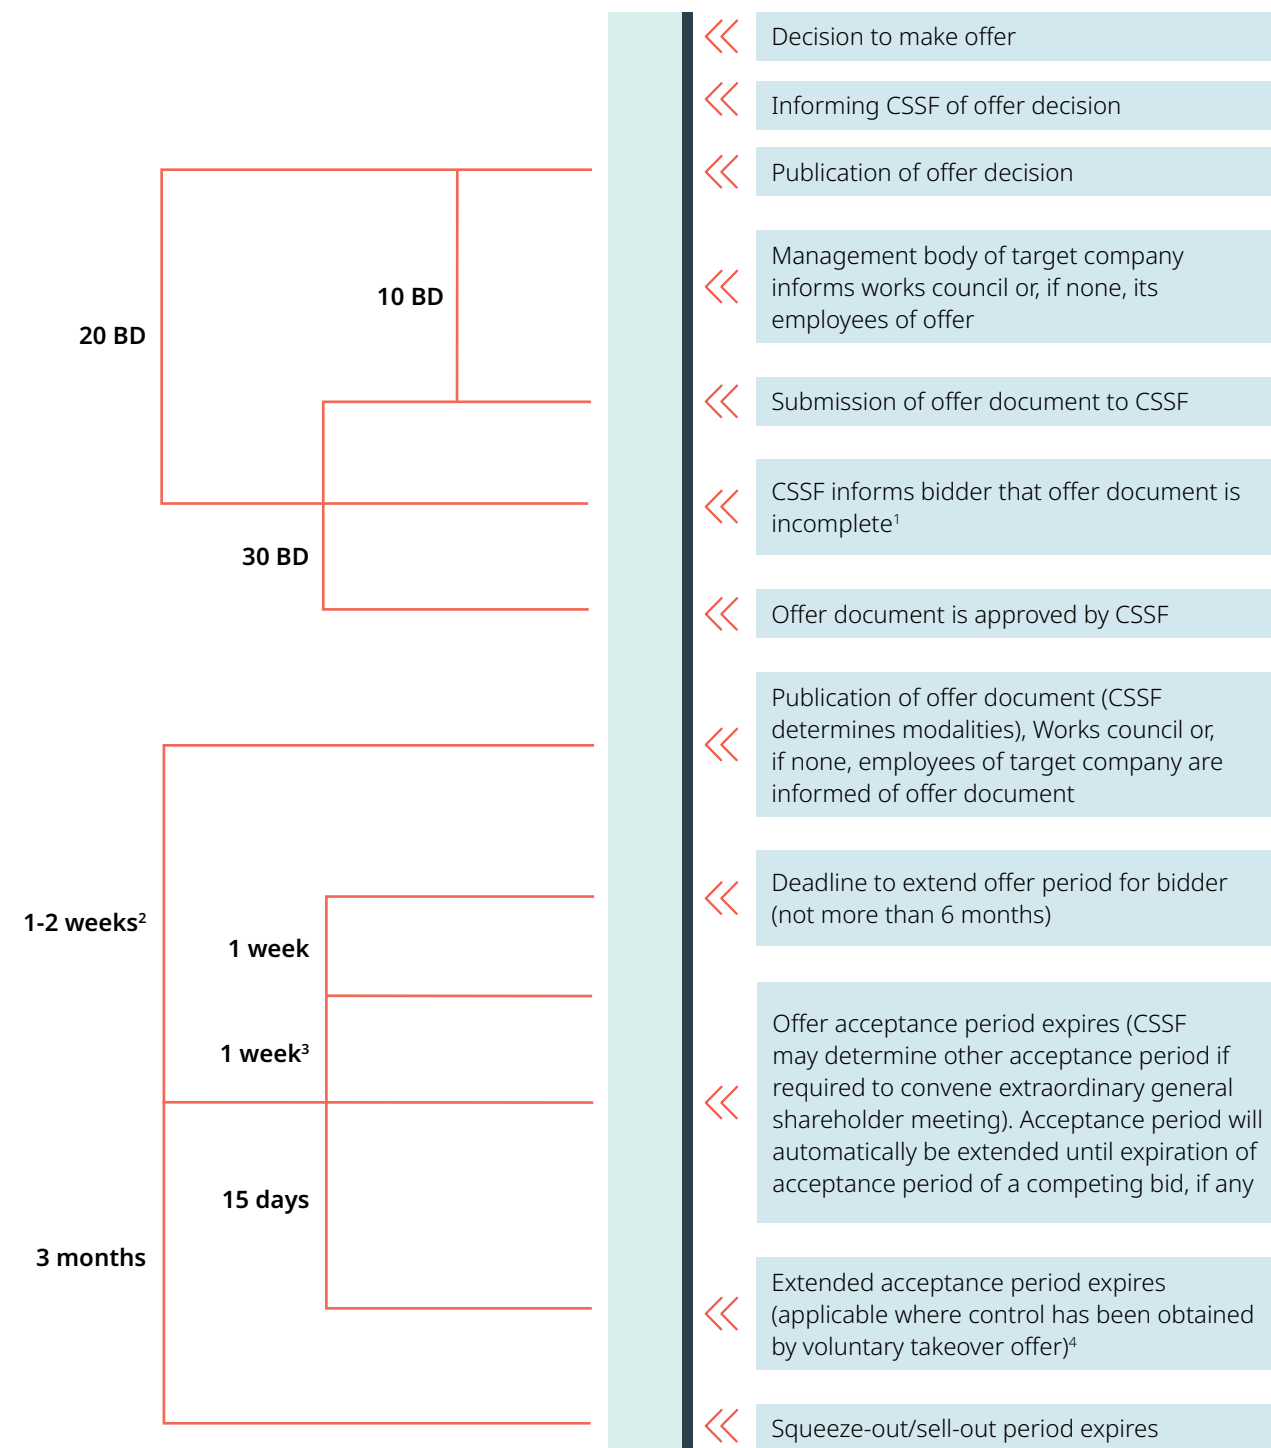 Decision to make offer
Informing CSSF of offer decision
Publication of offer decision
Management body of target company
informs works council or, if none, its
employees of offer
10 BD
20 BD
Submission of offer document to CSSF
CSSF informs bidder that offer document is
incomplete¹
30 BD
Offer document is approved by CSSF
Publication of offer document (CSSF
determines modalities), Works council or,
if none, employees of target company are
informed of offer document
Deadline to extend offer period for bidder
(not more than 6 months)
1-2 weeks²
1 week
Offer acceptance period expires (CSSF
may determine other acceptance period if
required to convene extraordinary general
shareholder meeting). Acceptance period will
automatically be extended until expiration of
acceptance period of a competing bid, if any
1 week³
15 days
3 months
Extended acceptance period expires
(applicable where control has been obtained
by voluntary takeover offer)⁴
Squeeze-out/sell-out period expires